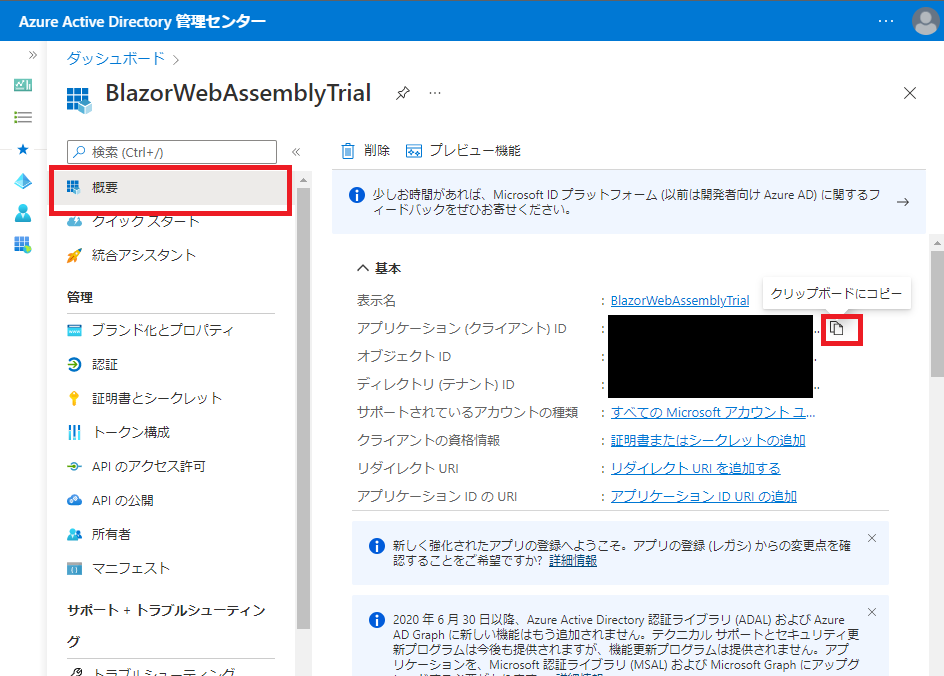 Azure Active Directory 管理センター
ダッシュボード
BlazorWebAssemblyTrial
検索 (Ctrl+/)
概要
クイック スタート
統合アシスタント
管理
ブランド化とプロパティ
認証
証明書とシークレット
トークン構成
API のアクセス許可
API の公開
所有者
マニフェスト
サポート + トラブルシューティン
グ
トラブルシューティング
削除
プレビュー機能
少しお時間があれば、Microsoft ID プラットフォーム (以前は開発者向け Azure AD) に関するフ
ィードバックをぜひお寄せください。
基本
表示名 : BlazorWebAssemblyTrial
クリップボードにコピー
アプリケーション (クライアント) ID :
オブジェクト ID :
ディレクトリ (テナント) ID :
サポートされているアカウントの種類 : すべての Microsoft アカウント ユ...
クライアントの資格情報 : 証明書またはシークレットの追加
リダイレクト URI : リダイレクト URI を追加する
アプリケーション ID の URI : アプリケーション ID URI の追加
新しく強化されたアプリの登録へようこそ。アプリの登録 (レガシ) からの変更点を確
認することをご希望ですか? 詳細情報
2020 年 6 月 30 日以降、Azure Active Directory 認証ライブラリ (ADAL) および Azure
AD Graph に新しい機能はもう追加されません。テクニカル サポートとセキュリティ更
新プログラムは今後も提供されますが、機能更新プログラムは提供されません。アプ
リケーションを、Microsoft 認証ライブラリ (MSAL) および Microsoft Graph にアップグ